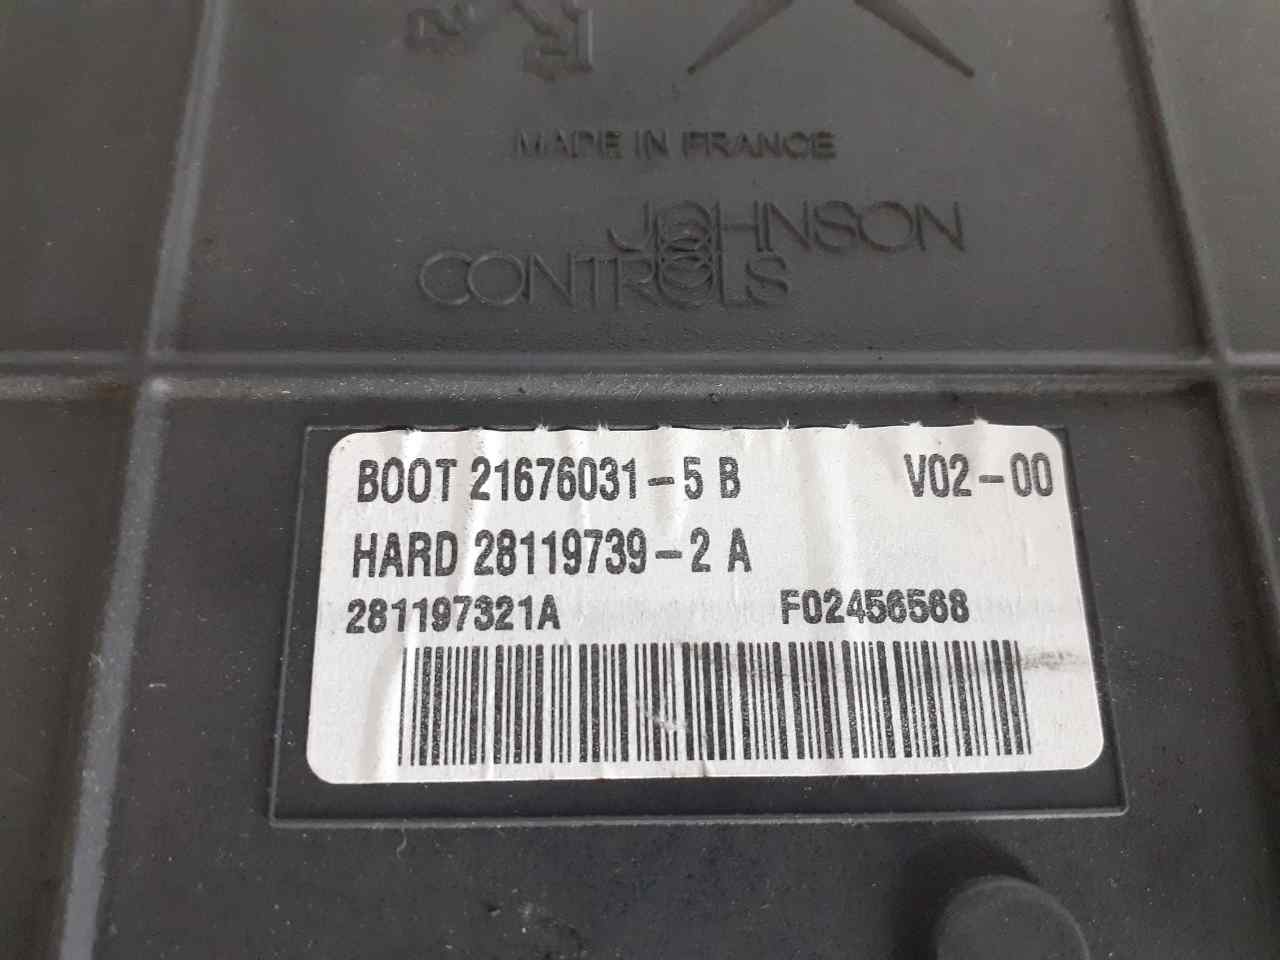 MADE IN FRANCE
JOHNSON
CONTROLS
BOOT 21676031-5 B V02-00
HARD 28119739-2 A
281197321A F02456568